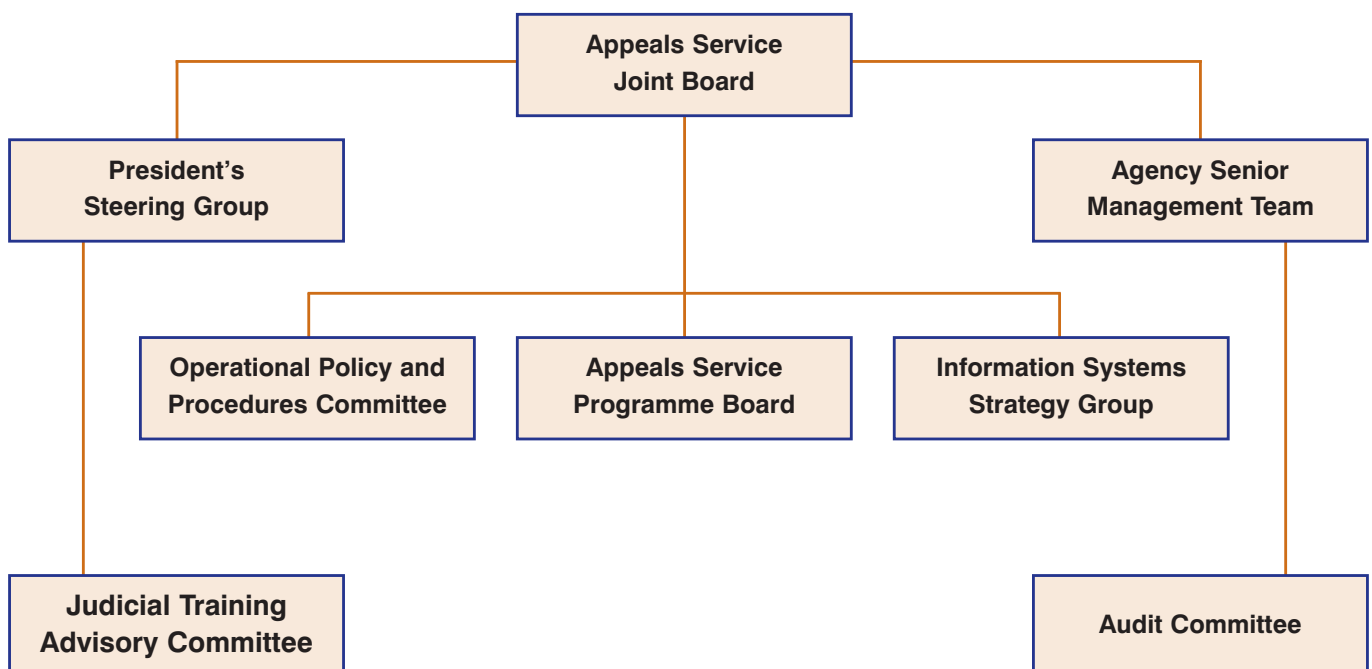 Appeals Service
Joint Board
President's
Steering Group
Agency Senior
Management Team
Operational Policy and
Procedures Committee
Appeals Service
Programme Board
Information Systems
Strategy Group
Judicial Training
Advisory Committee
Audit Committee